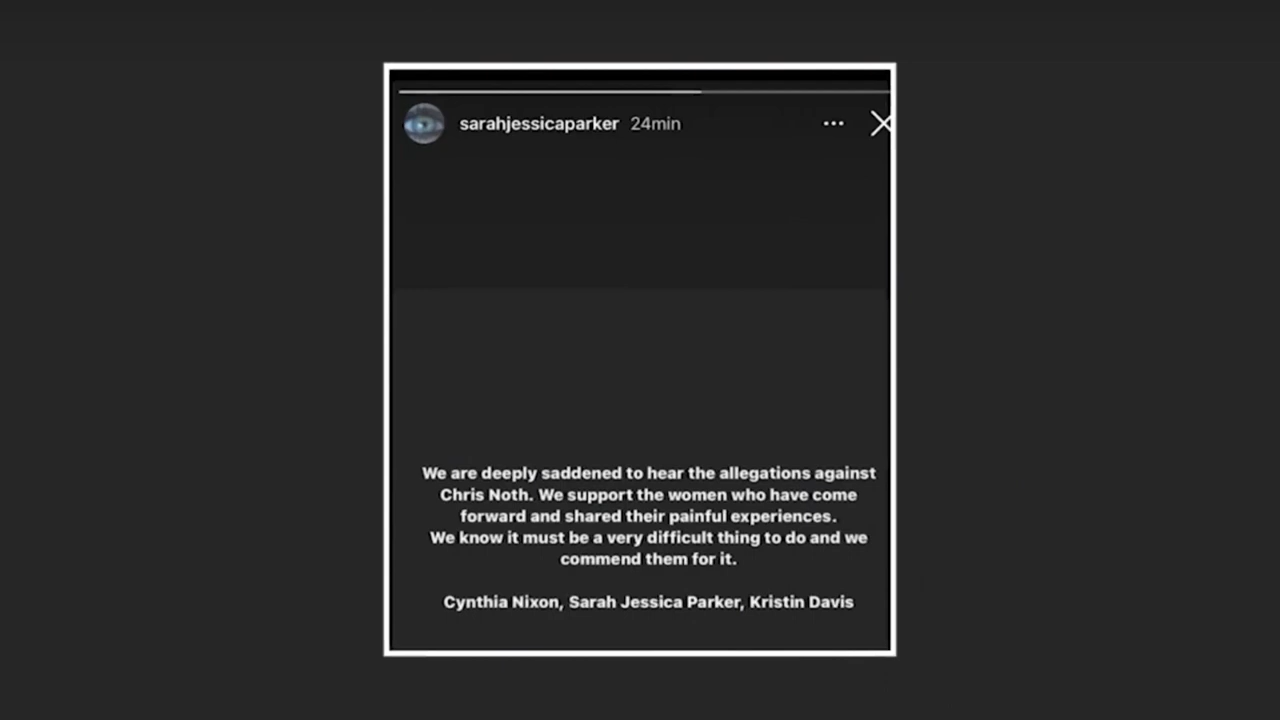 sarahjessicaparker 24min
We are deeply saddened to hear the allegations against
Chris Noth. We support the women who have come
forward and shared their painful experiences.
We know it must be a very difficult thing to do and we
commend them for it.
Cynthia Nixon, Sarah Jessica Parker, Kristin Davis